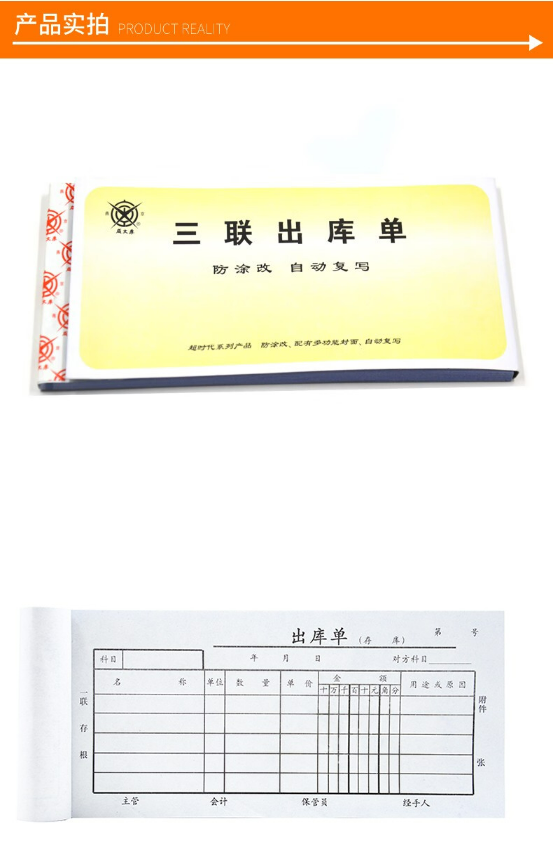 产品实拍 PRODUCT REALITY
益文康
三联出库单
防涂改 自动复写
超时代系列产品 防涂改、配有多功能封面、自动复写
出库单 (存 库) 第 号
科目 年 月 日 对方科目
名 称 单位 数 量 单 价 金 额 用途或原因
十 万 千 百 十 元 角 分
一联 存根
附件 张
主管 会计 保管员 经手人